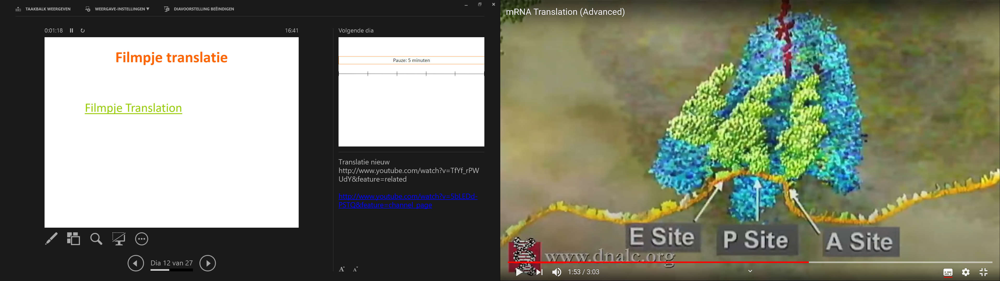 TAAKBALK WEERGEVEN
WEERGAVE-INSTELLINGEN ▼
DIAVOORSTELLING BEËINDIGEN
0:01:18
16:41
Filmpje translatie
Filmpje Translation
Dia 12 van 27
Volgende dia
Pauze: 5 minuten
Translatie nieuw
http://www.youtube.com/watch?v=TfYf_rPW
UdY&feature=related
http://www.youtube.com/watch?v=5bLEDd-
PSTQ&feature=channel_page
A A
mRNA Translation (Advanced)
E Site
P Site
A Site
www.dnalc.org
1:53 / 3:03